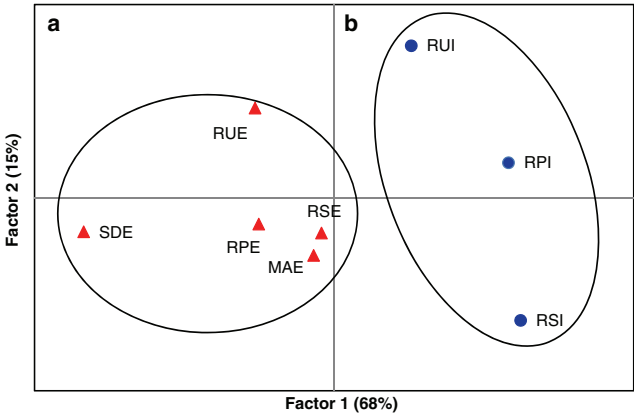 a
b
RUI
RUE
RPI
RSE
SDE
RPE
MAE
RSI
Factor 2 (15%)
Factor 1 (68%)